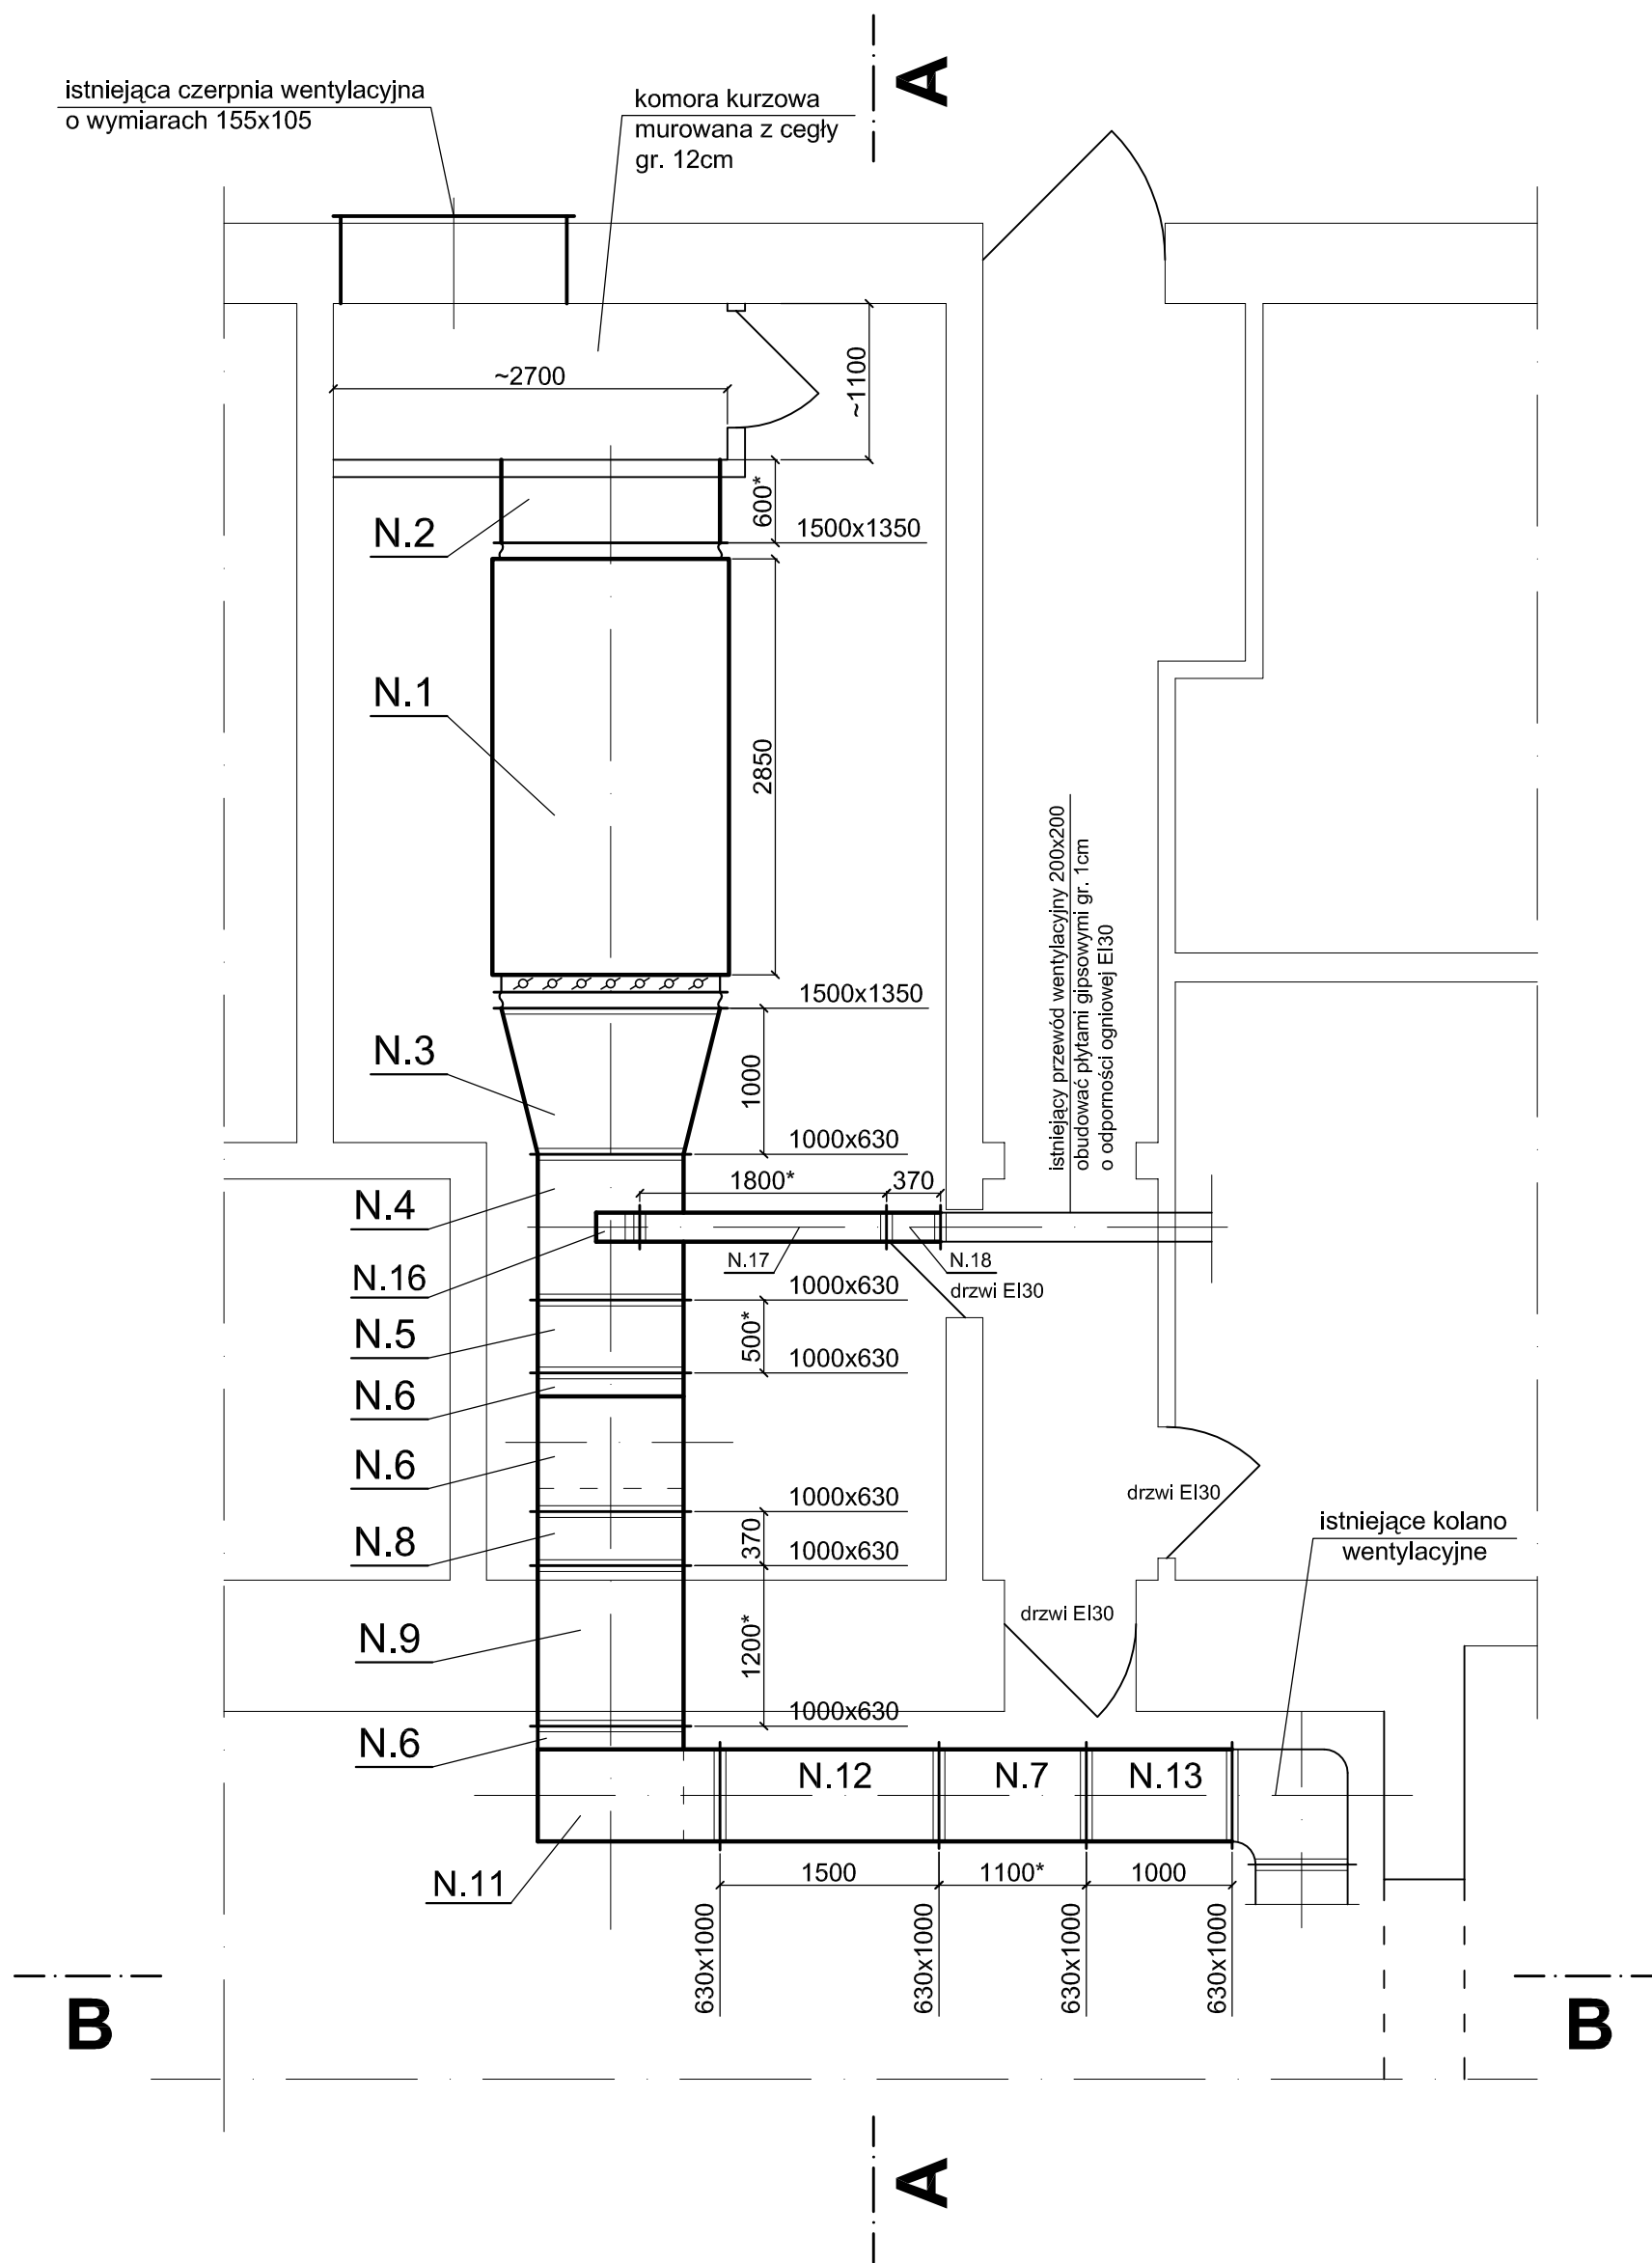 A
istniejąca czerpnia wentylacyjna
o wymiarach 155x105
komora kurzowa
murowana z cegły
gr. 12cm
~2700
~1100
600*
N.2
1500x1350
N.1
2850
istniejący przewód wentylacyjny 200x200
obudować płytami gipsowymi gr. 1cm
o odporności ogniowej EI30
1500x1350
N.3
1000
1000x630
1800*
370
N.4
N.17
N.18
N.16
1000x630
drzwi EI30
N.5
500*
1000x630
N.6
N.6
1000x630
drzwi EI30
istniejące kolano
wentylacyjne
N.8
370
1000x630
drzwi EI30
N.9
1200*
1000x630
N.6
N.12
N.7
N.13
N.11
1500
1100*
1000
630x1000
630x1000
630x1000
630x1000
B
B
A